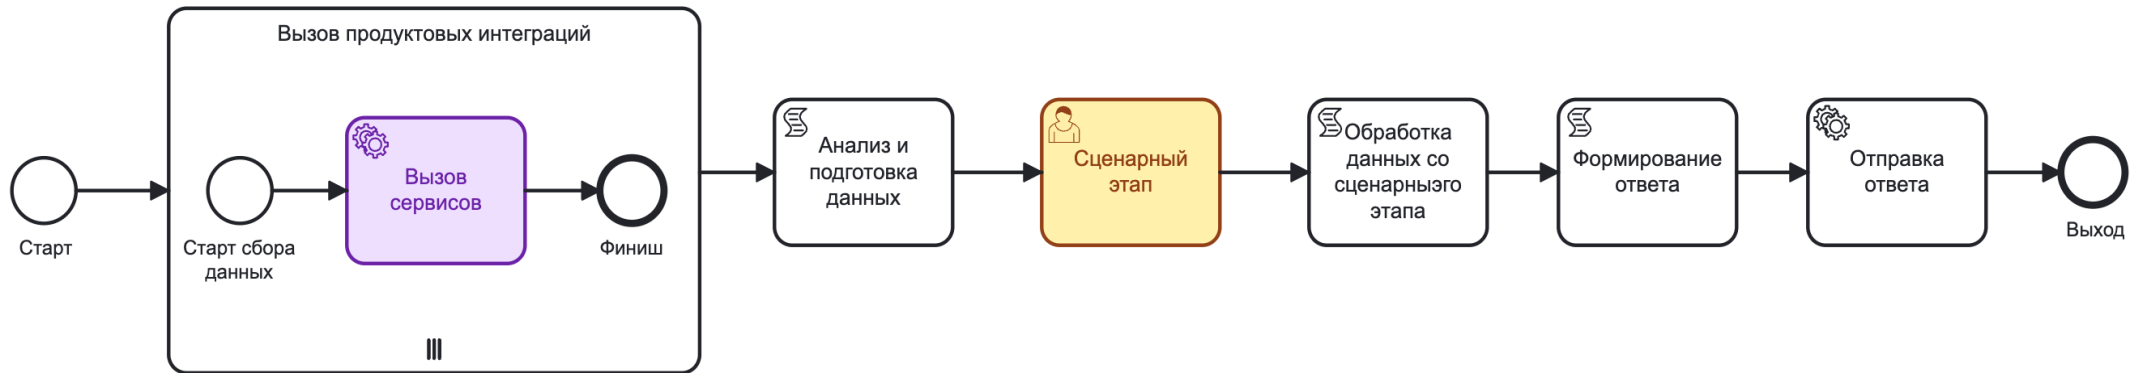 Вызов продуктовых интеграций
Старт
Старт сбора
данных
Вызов
сервисов
Финиш
Анализ и
подготовка
данных
Сценарный
этап
Обработка
данных со
сценарныэго
этапа
Формирование
ответа
Отправка
ответа
Выход